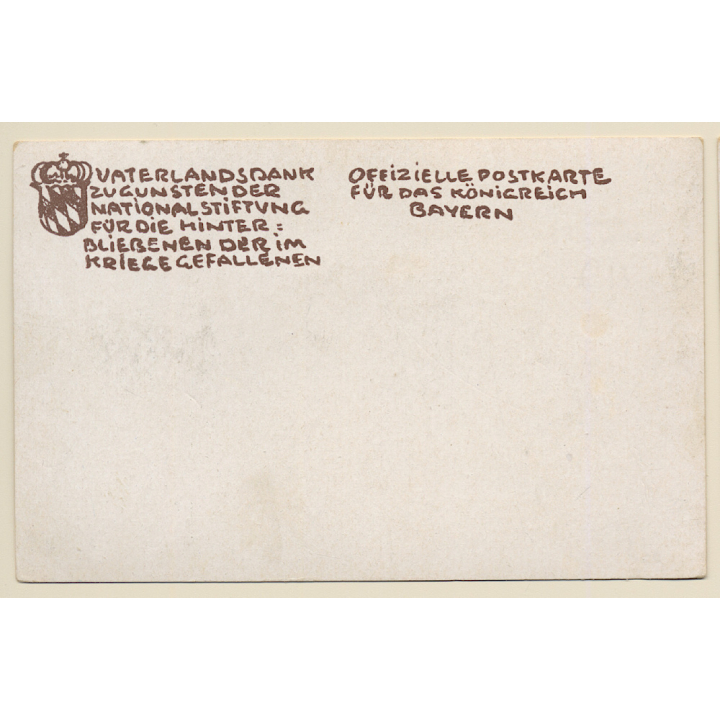 VATERLANDSDANK
ZUGUNSTEN DER
NATIONALSTIFTUNG
FÜR DIE HINTER:
BLIEBENEN DER IM
KRIEGE GEFALLENEN
OFFIZIELLE POSTKARTE
FÜR DAS KÖNIGREICH
BAYERN